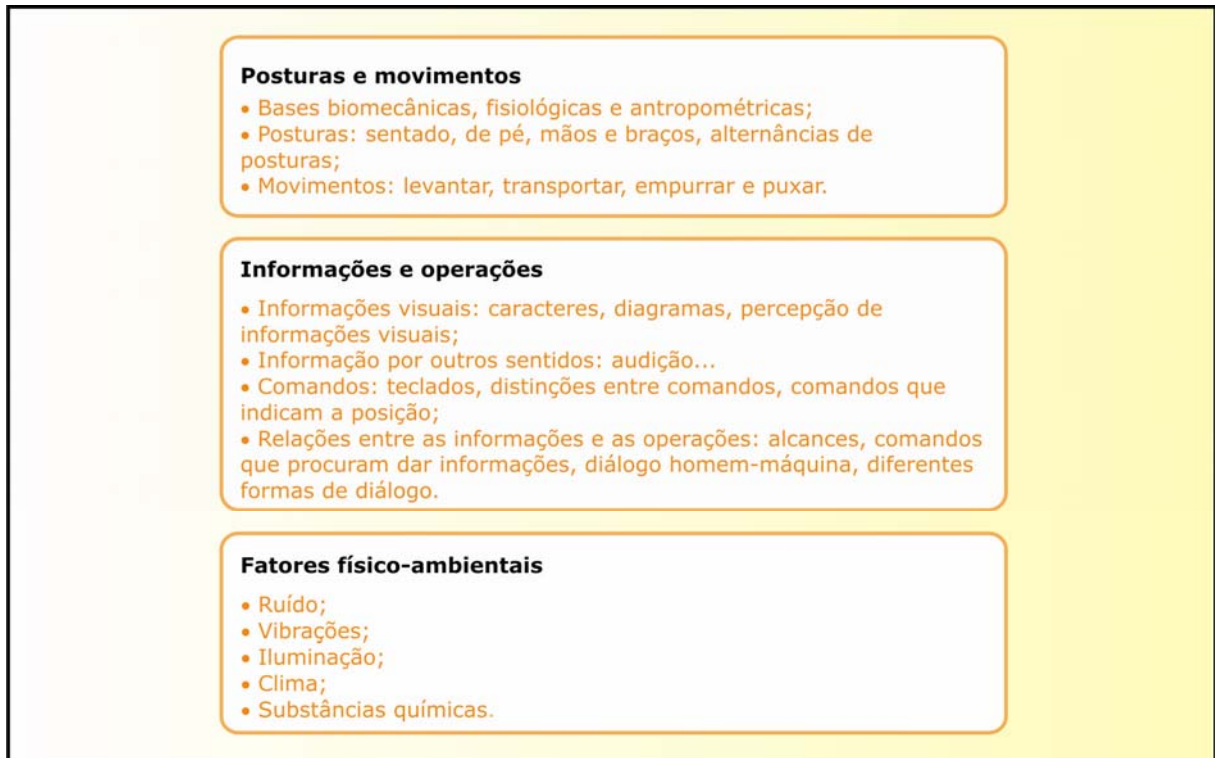 Posturas e movimentos
• Bases biomecânicas, fisiológicas e antropométricas;
• Posturas: sentado, de pé, mãos e braços, alternâncias de
posturas;
• Movimentos: levantar, transportar, empurrar e puxar.
Informações e operações
• Informações visuais: caracteres, diagramas, percepção de
informações visuais;
• Informação por outros sentidos: audição...
• Comandos: teclados, distinções entre comandos, comandos que
indicam a posição;
• Relações entre as informações e as operações: alcances, comandos
que procuram dar informações, diálogo homem-máquina, diferentes
formas de diálogo.
Fatores físico-ambientais
• Ruído;
• Vibrações;
• Iluminação;
• Clima;
• Substâncias químicas.